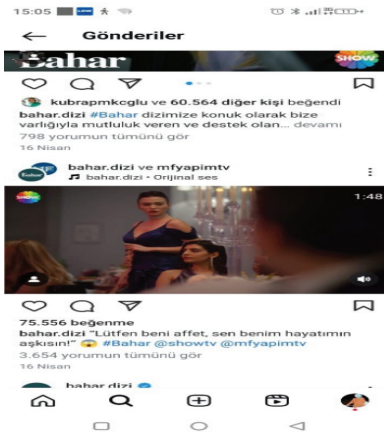 15:05
Gönderiler
Bahar
SHOW
kubrapmkcglu ve 60.564 diğer kişi beğendi
bahar.dizi #Bahar dizimize konuk olarak bize
varlığıyla mutluluk veren ve destek olan... devamı
798 yorumun tümünü gör
16 Nisan
bahar.dizi ve mfyapimtv
bahar.dizi • Orijinal ses
SHOW
1:48
75.556 beğenme
bahar.dizi "Lütfen beni affet, sen benim hayatımın
aşkısın!" 😱 #Bahar @showtv @mfyapimtv
3.654 yorumun tümünü gör
16 Nisan
bahar.dizi